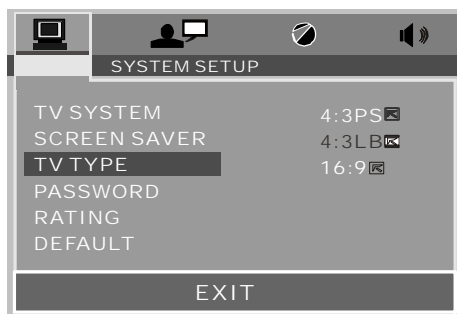 SYSTEM SETUP
TV SYSTEM 4:3PS
SCREEN SAVER 4:3LB
TV TYPE 16:9
PASSWORD
RATING
DEFAULT
EXIT